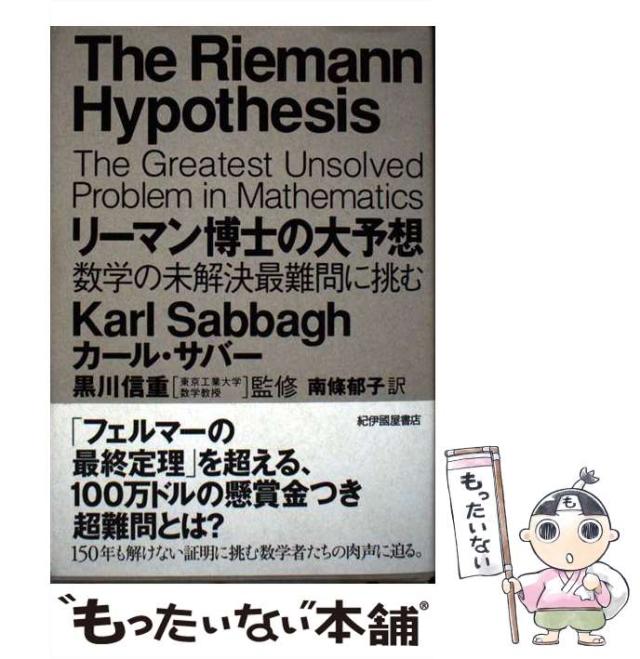 The Riemann
Hypothesis
The Greatest Unsolved
Problem in Mathematics
リーマン博士の大予想
数学の未解決最難問に挑む
Karl Sabbagh
カール・サバー
黒川信重[東京工業大学数学教授]監修 南條郁子訳
紀伊國屋書店
「フェルマーの
最終定理」を超える、
100万ドルの懸賞金つき
超難問とは?
150年も解けない証明に挑む数学者たちの肉声に迫る。
もったいない
も
"もったいない"本舗®